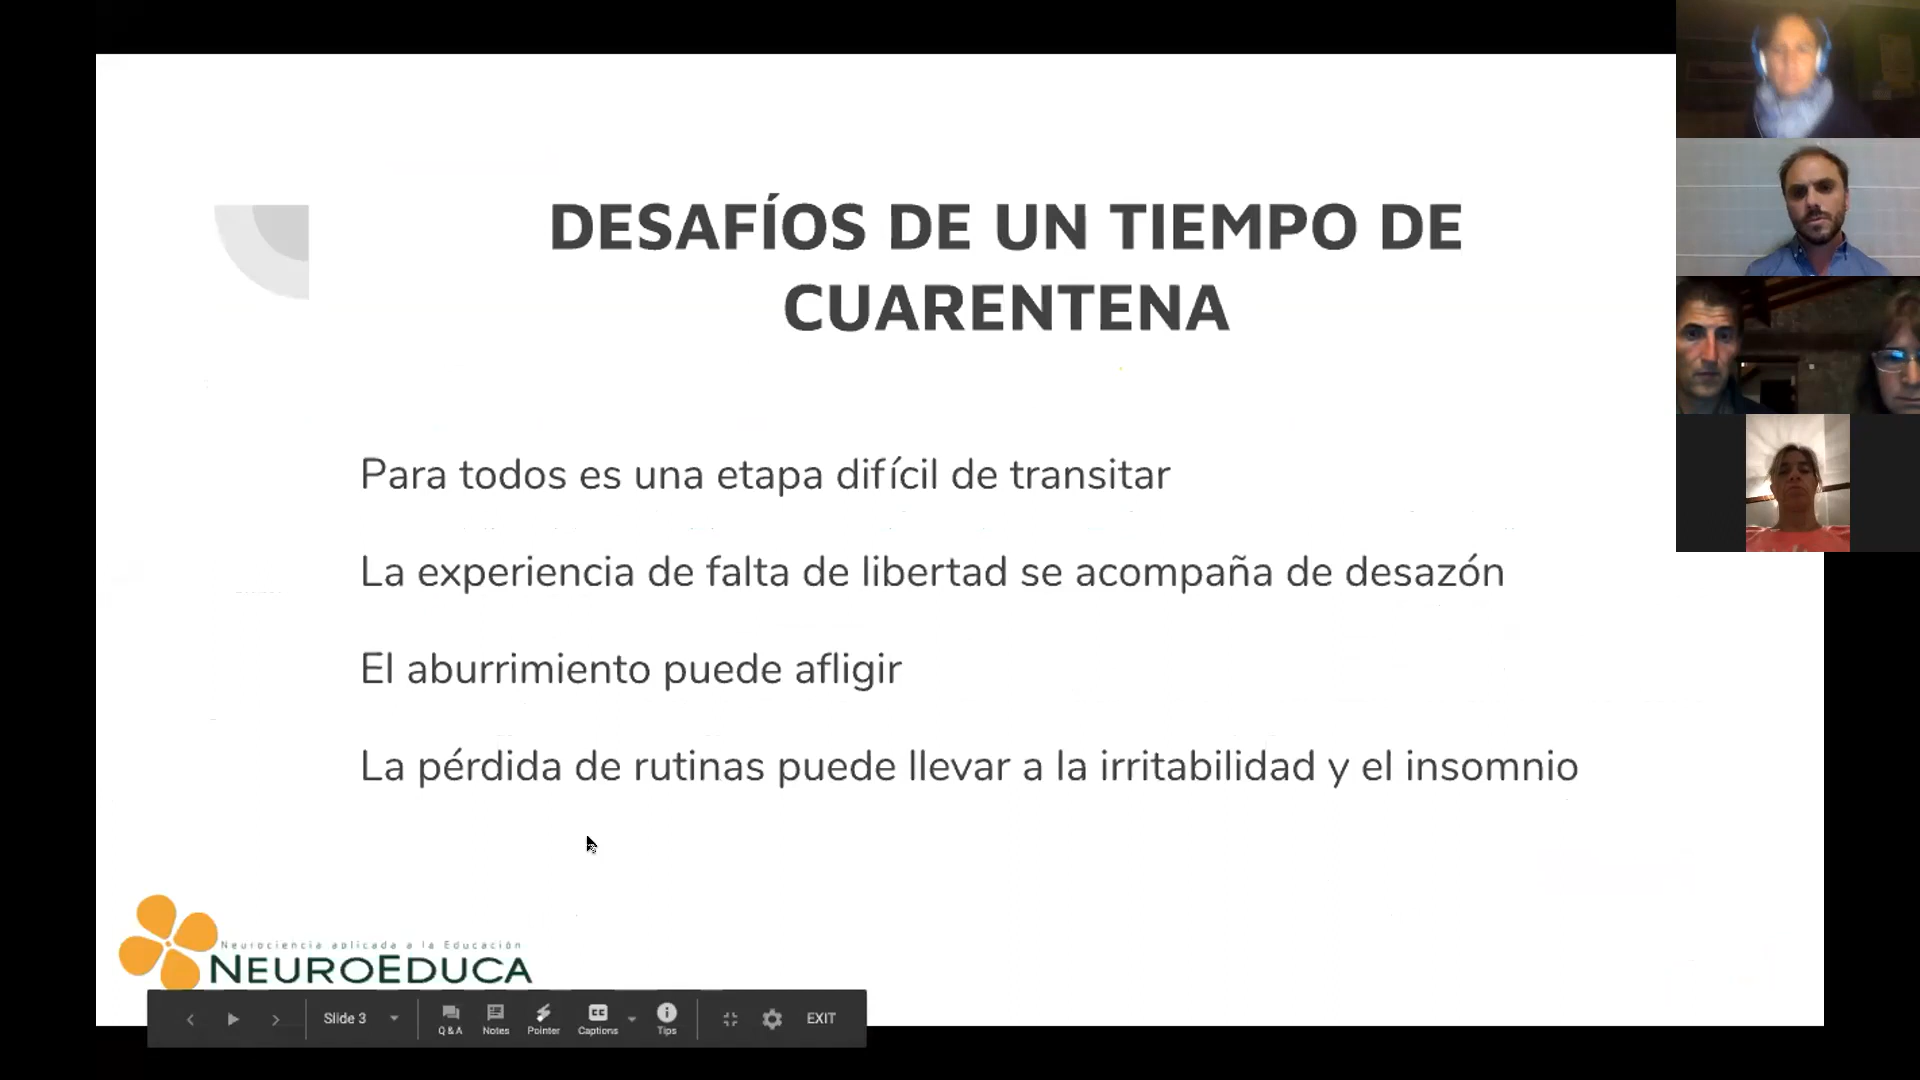 DESAFÍOS DE UN TIEMPO DE
CUARENTENA
Para todos es una etapa difícil de transitar
La experiencia de falta de libertad se acompaña de desazón
El aburrimiento puede afligir
La pérdida de rutinas puede llevar a la irritabilidad y el insomnio
Neurociencia aplicada a la Educación
NEUROEDUCA
Slide 3
Q & A
Notes
Pointer
CC
Captions
Tips
EXIT